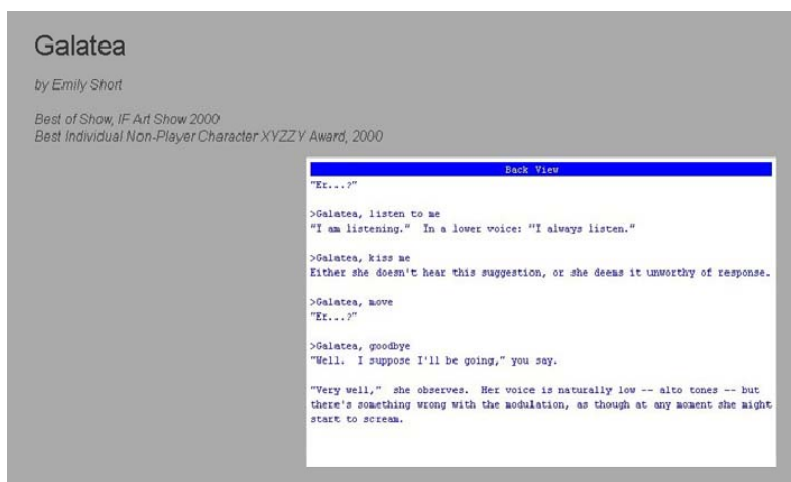 Galatea
by Emily Short
Best of Show, IF Art Show 2000
Best Individual Non-Player Character XYZZY Award, 2000
Back View
"Er...?"
>Galatea, listen to me
"I am listening."  In a lower voice: "I always listen."
>Galatea, kiss me
Either she doesn't hear this suggestion, or she deems it unworthy of response.
>Galatea, move
"Er...?"
>Galatea, goodbye
"Well.  I suppose I'll be going," you say.
"Very well,"  she observes.  Her voice is naturally low -- alto tones -- but
there's something wrong with the modulation, as though at any moment she might
start to scream.